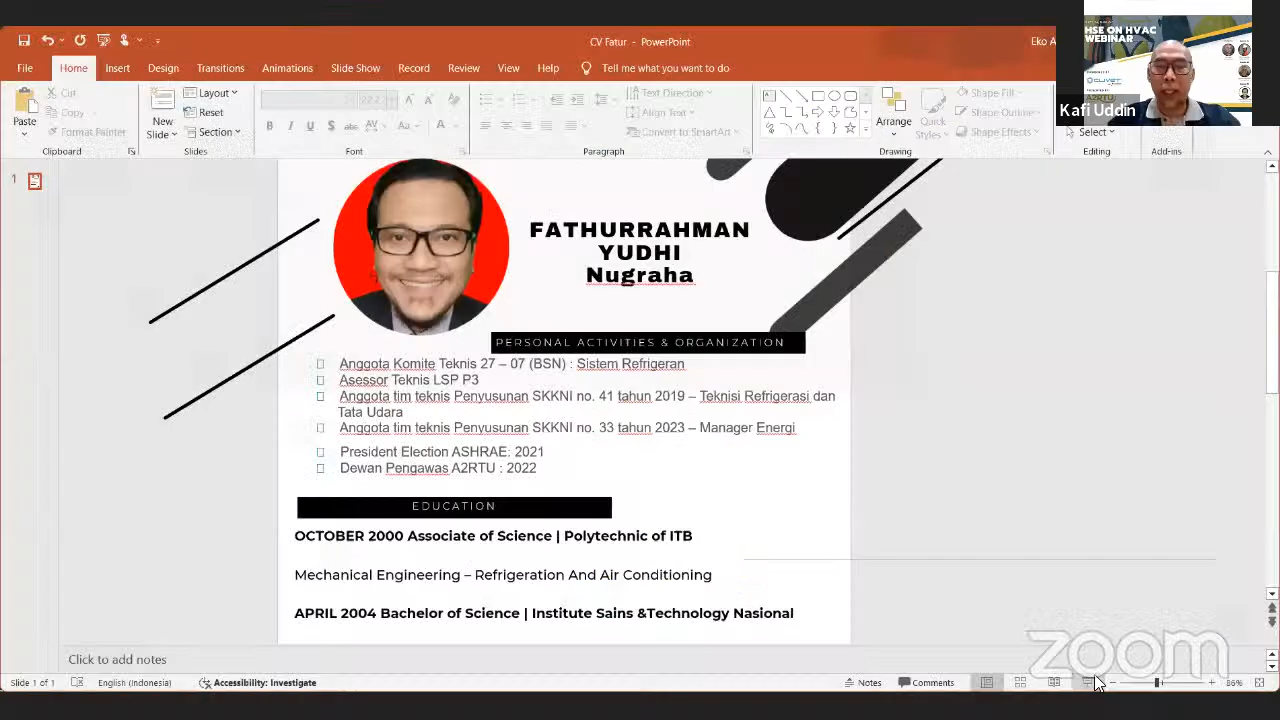 CV Fatur - PowerPoint
Eko A
File
Home
Insert
Design
Transitions
Animations
Slide Show
Record
Review
View
Help
Tell me what you want to do
Paste
Cut
Copy
Format Painter
Clipboard
New
Slide
Layout
Reset
Section
Slides
Font
Text Direction
Align Text
Convert to SmartArt
Paragraph
Arrange
Quick
Styles
Shape Fill
Shape Outline
Shape Effects
Drawing
Select
Editing
Add-ins
HSE ON HVAC
WEBINAR
Kafi Uddin
1
FATHURRAHMAN
YUDHI
Nugraha
PERSONAL ACTIVITIES & ORGANIZATION
Anggota Komite Teknis 27 – 07 (BSN) : Sistem Refrigeran
Asessor Teknis LSP P3
Anggota tim teknis Penyusunan SKKNI no. 41 tahun 2019 – Teknisi Refrigerasi dan
Tata Udara
Anggota tim teknis Penyusunan SKKNI no. 33 tahun 2023 – Manager Energi
President Election ASHRAE: 2021
Dewan Pengawas A2RTU : 2022
EDUCATION
OCTOBER 2000 Associate of Science | Polytechnic of ITB
Mechanical Engineering – Refrigeration And Air Conditioning
APRIL 2004 Bachelor of Science | Institute Sains &Technology Nasional
Click to add notes
zoom
Slide 1 of 1
English (Indonesia)
Accessibility: Investigate
Notes
Comments
86%